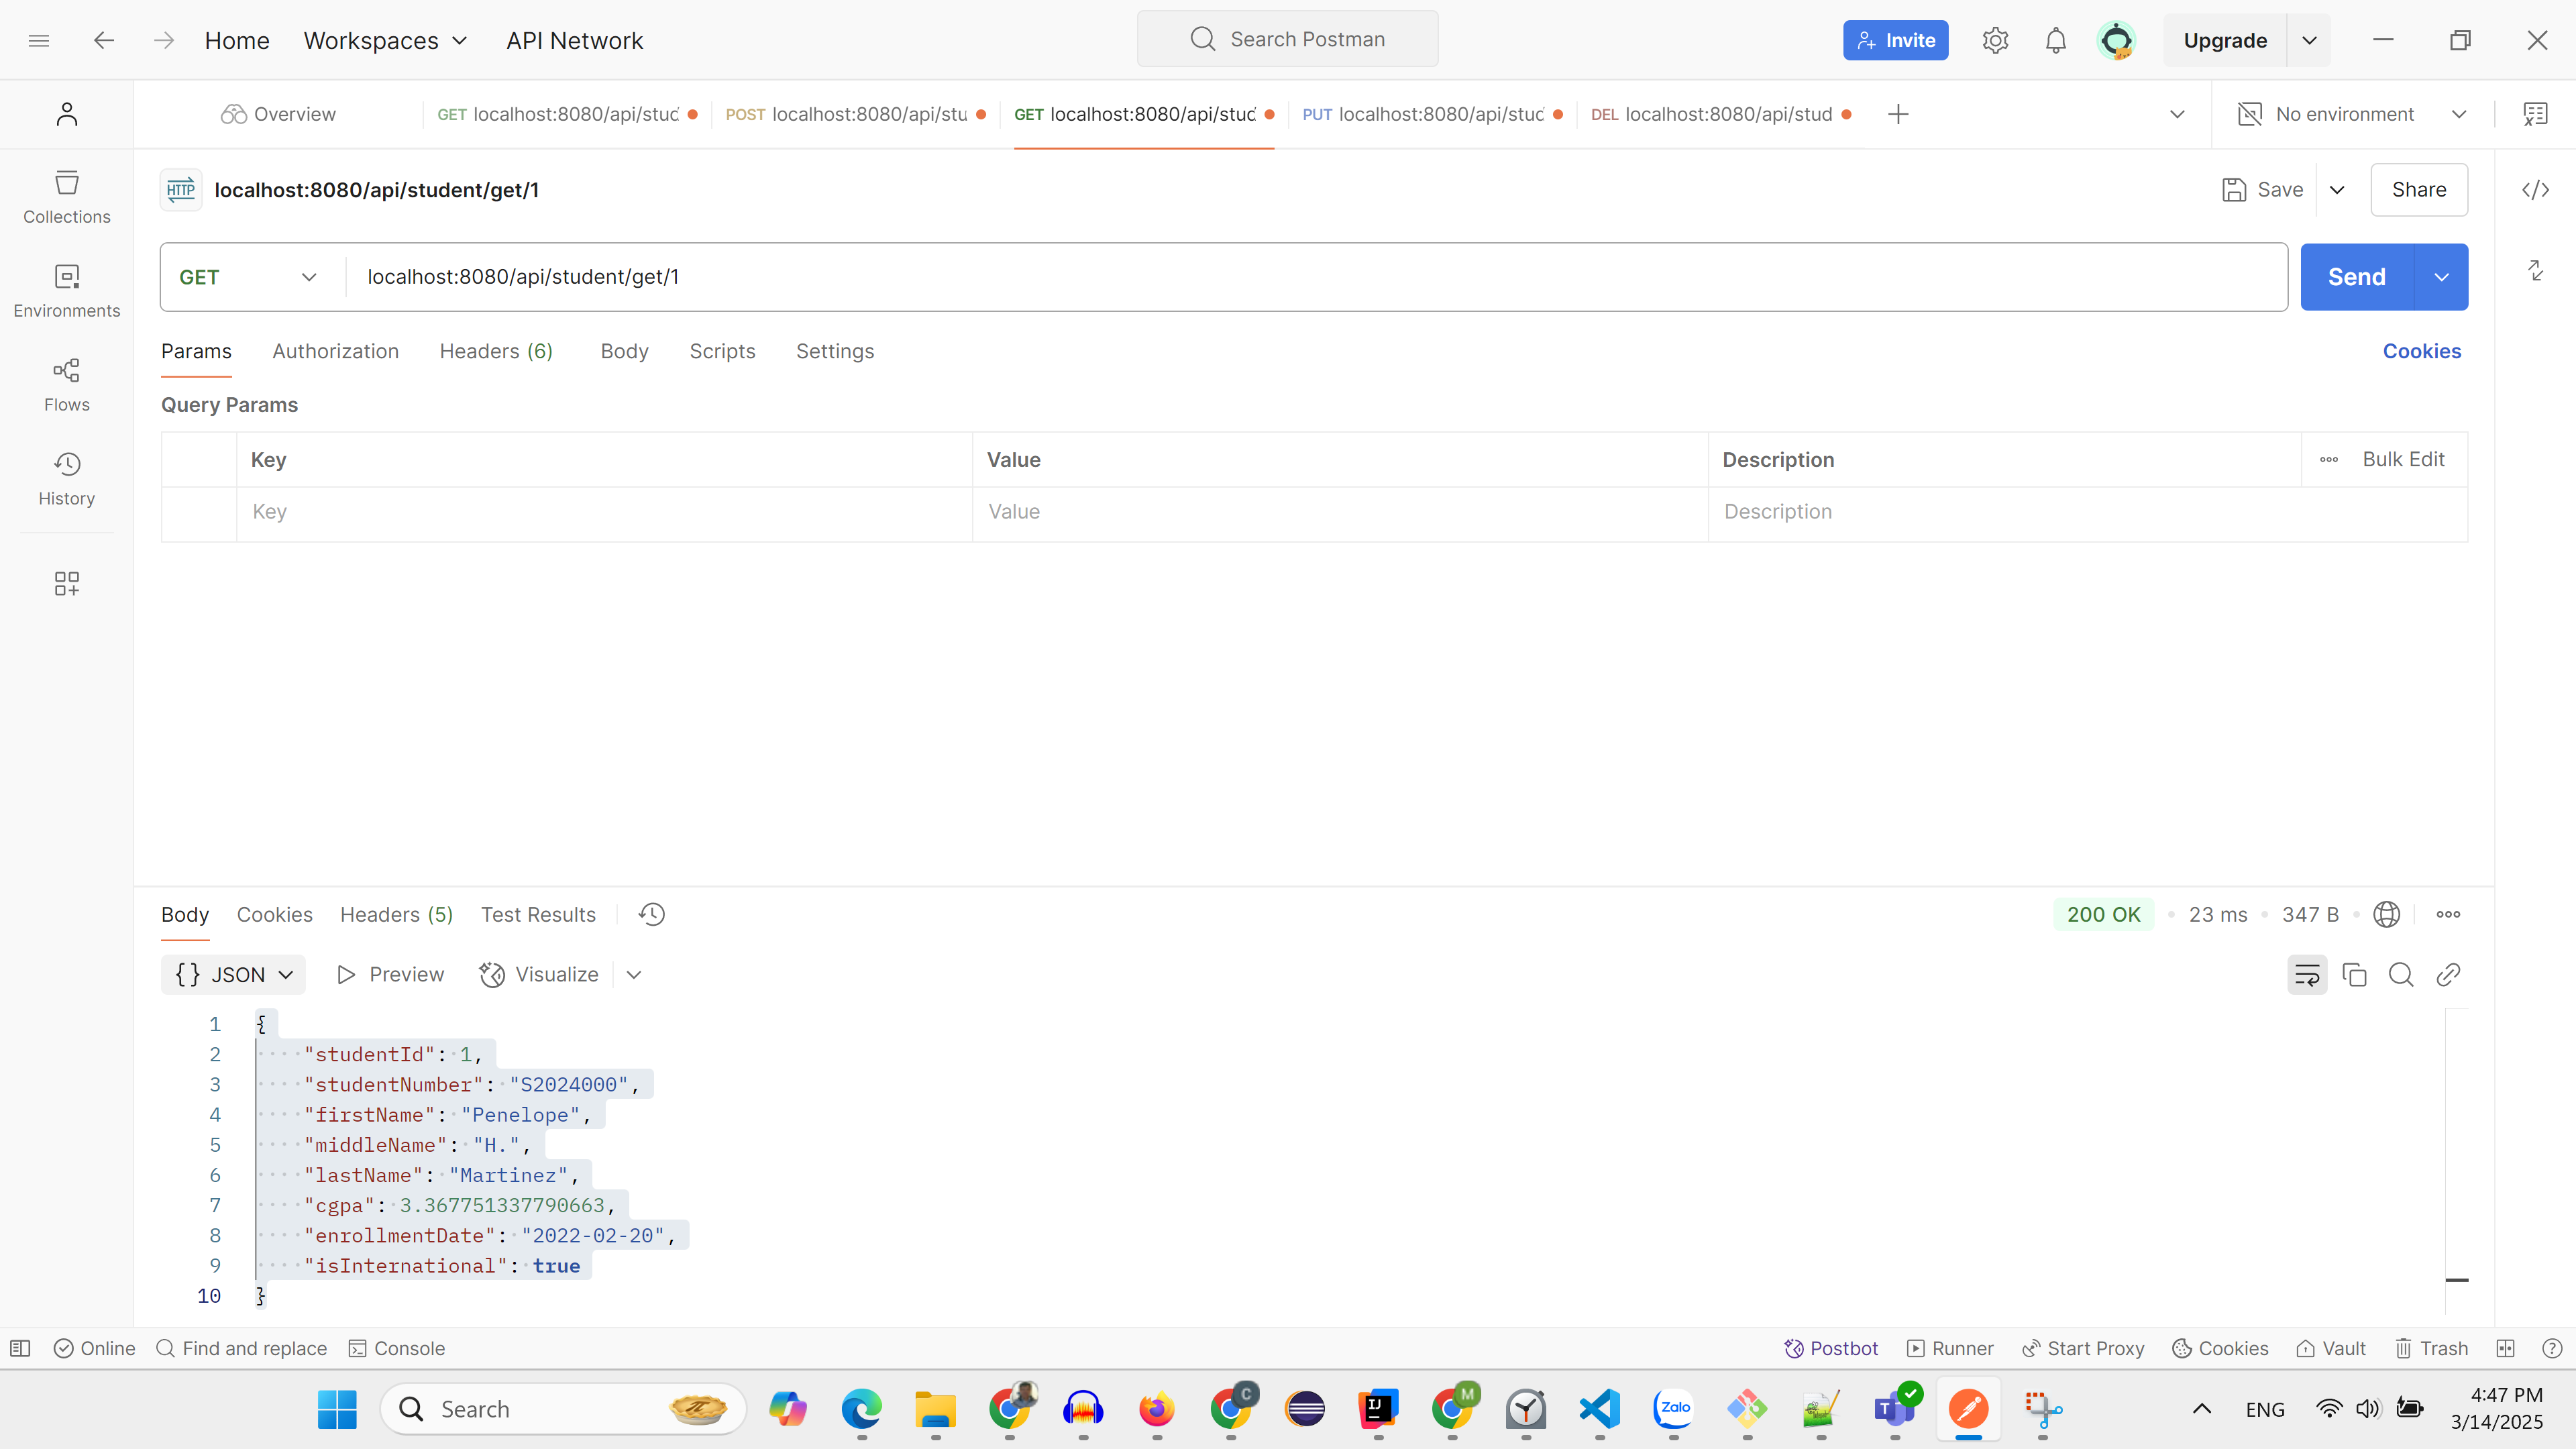 Home Workspaces API Network Search Postman Invite Upgrade
Overview GET localhost:8080/api/stud POST localhost:8080/api/stu GET localhost:8080/api/stud PUT localhost:8080/api/stud DEL localhost:8080/api/stud No environment
HTTP localhost:8080/api/student/get/1 Save Share
Collections
GET localhost:8080/api/student/get/1 Send
Environments
Params Authorization Headers (6) Body Scripts Settings Cookies
Flows
Query Params
Key Value Description Bulk Edit
History
Key Value Description
Body Cookies Headers (5) Test Results 200 OK 23 ms 347 B
{} JSON Preview Visualize
1 {
2 "studentId": 1,
3 "studentNumber": "S2024000",
4 "firstName": "Penelope",
5 "middleName": "H.",
6 "lastName": "Martinez",
7 "cgpa": 3.367751337790663,
8 "enrollmentDate": "2022-02-20",
9 "isInternational": true
10 }
Online Find and replace Console Postbot Runner Start Proxy Cookies Vault Trash
Search C IJ M Zalo T ENG 4:47 PM
3/14/2025